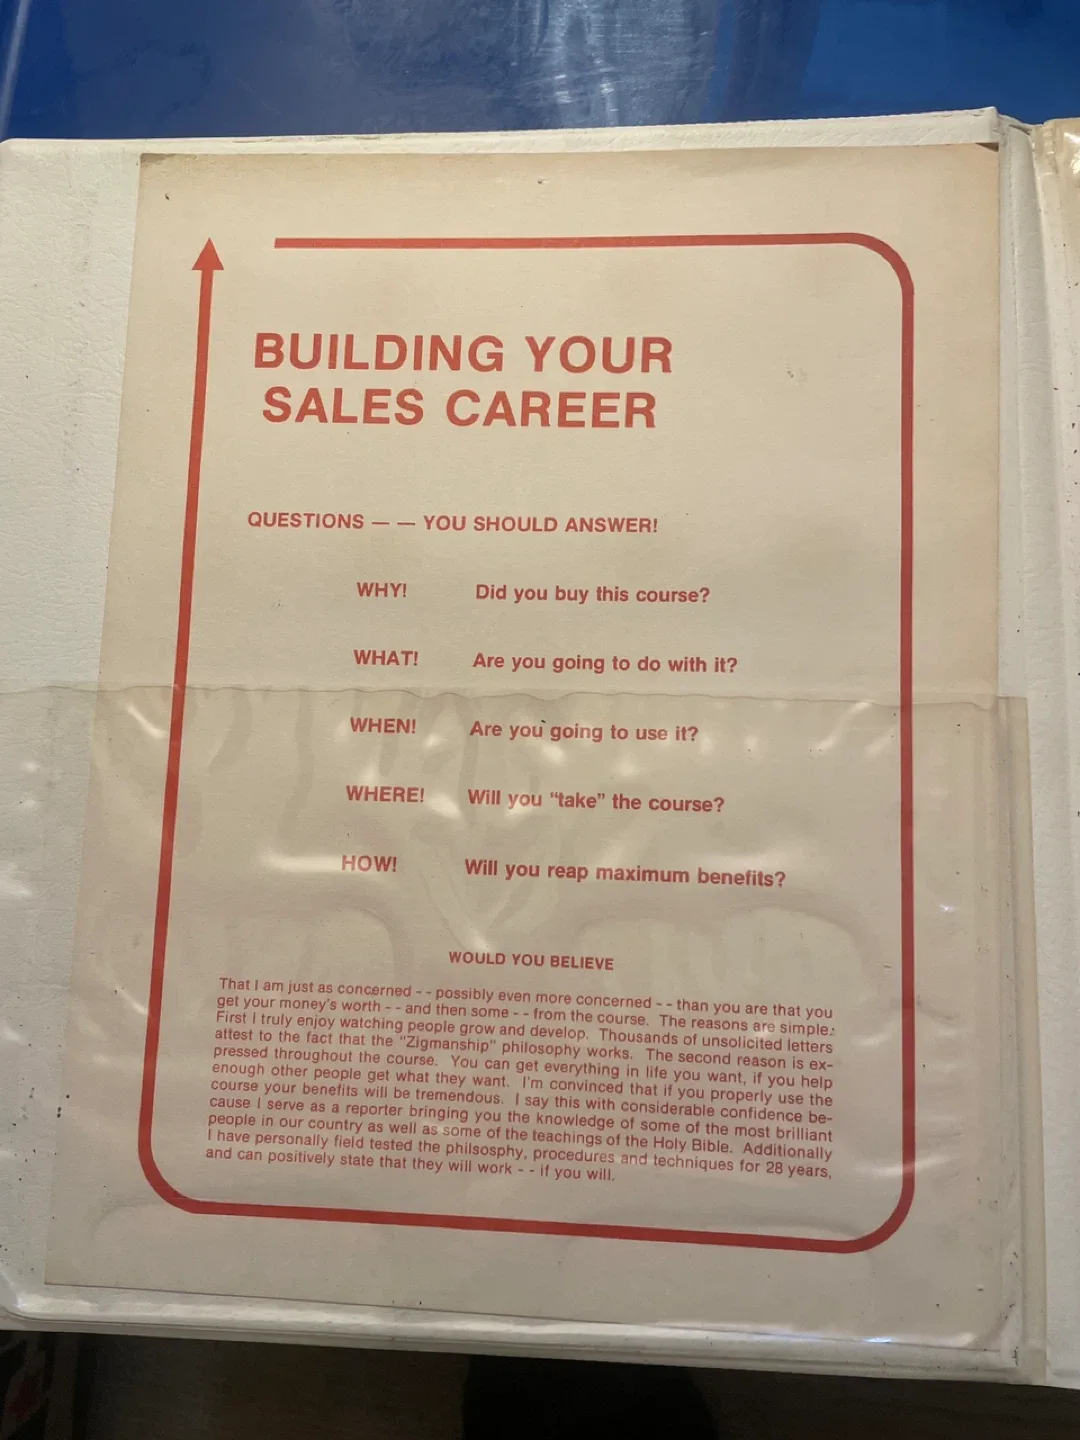 BUILDING YOUR
SALES CAREER
QUESTIONS — — YOU SHOULD ANSWER!
WHY! Did you buy this course?
WHAT! Are you going to do with it?
WHEN! Are you going to use it?
WHERE! Will you "take" the course?
HOW! Will you reap maximum benefits?
WOULD YOU BELIEVE
That I am just as concerned - - possibly even more concerned - - than you are that you
get your money's worth - - and then some - - from the course. The reasons are simple:
First I truly enjoy watching people grow and develop. Thousands of unsolicited letters
attest to the fact that the "Zigmanship" philosophy works. The second reason is ex-
pressed throughout the course. You can get everything in life you want, if you help
enough other people get what they want. I'm convinced that if you properly use the
course your benefits will be tremendous. I say this with considerable confidence be-
cause I serve as a reporter bringing you the knowledge of some of the most brilliant
people in our country as well as some of the teachings of the Holy Bible. Additionally
I have personally field tested the philsosphy, procedures and techniques for 28 years,
and can positively state that they will work - - if you will.